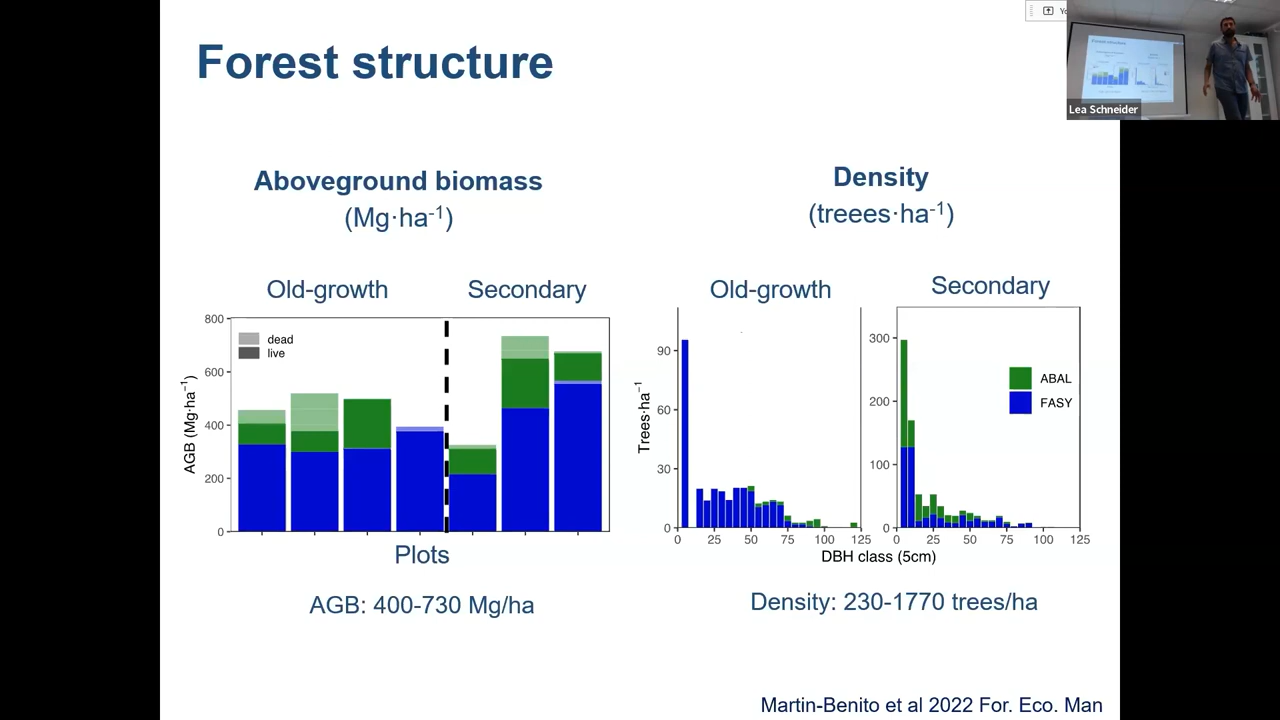 Forest structure
Yo
Lea Schneider
Aboveground biomass
(Mg·ha-1)
Density
(treees·ha-1)
Old-growth
Secondary
Old-growth
Secondary
AGB (Mg·ha−1)
800
600
400
200
0
dead
live
Plots
Trees·ha−1
90
60
30
0
0
25
50
75
100
125
300
200
100
0
0
25
50
75
100
125
ABAL
FASY
DBH class (5cm)
AGB: 400-730 Mg/ha
Density: 230-1770 trees/ha
Martin-Benito et al 2022 For. Eco. Man